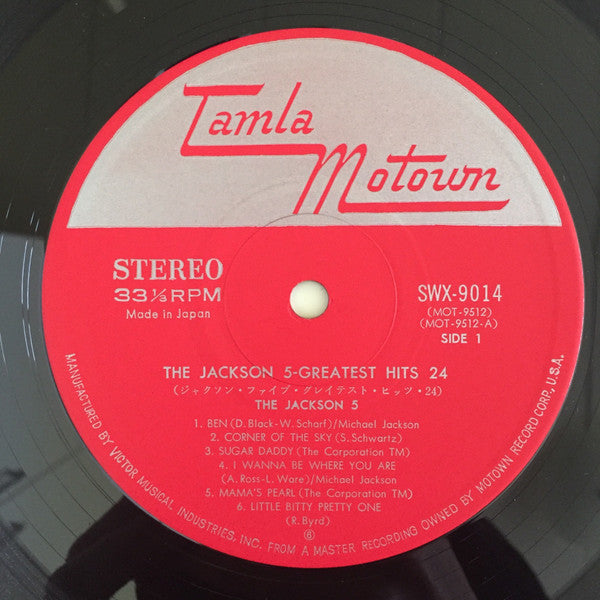 Tamla
Motown
STEREO
33⅓RPM
Made in Japan
SWX-9014
(MOT-9512)
(MOT-9512-A)
SIDE 1
THE JACKSON 5-GREATEST HITS 24
(ジャクソン・ファイブ・グレイテスト・ヒッツ・24)
THE JACKSON 5
1. BEN (D. Black-W. Scharf)/Michael Jackson
2. CORNER OF THE SKY (S. Schwartz)
3. SUGAR DADDY (The Corporation TM)
4. I WANNA BE WHERE YOU ARE
(A. Ross-L. Ware)/Michael Jackson
5. MAMA'S PEARL (The Corporation TM)
6. LITTLE BITTY PRETTY ONE
(R. Byrd)
⑥
MANUFACTURED BY VICTOR MUSICAL INDUSTRIES, INC. FROM A MASTER RECORDING OWNED BY MOTOWN RECORD CORP., U.S.A.